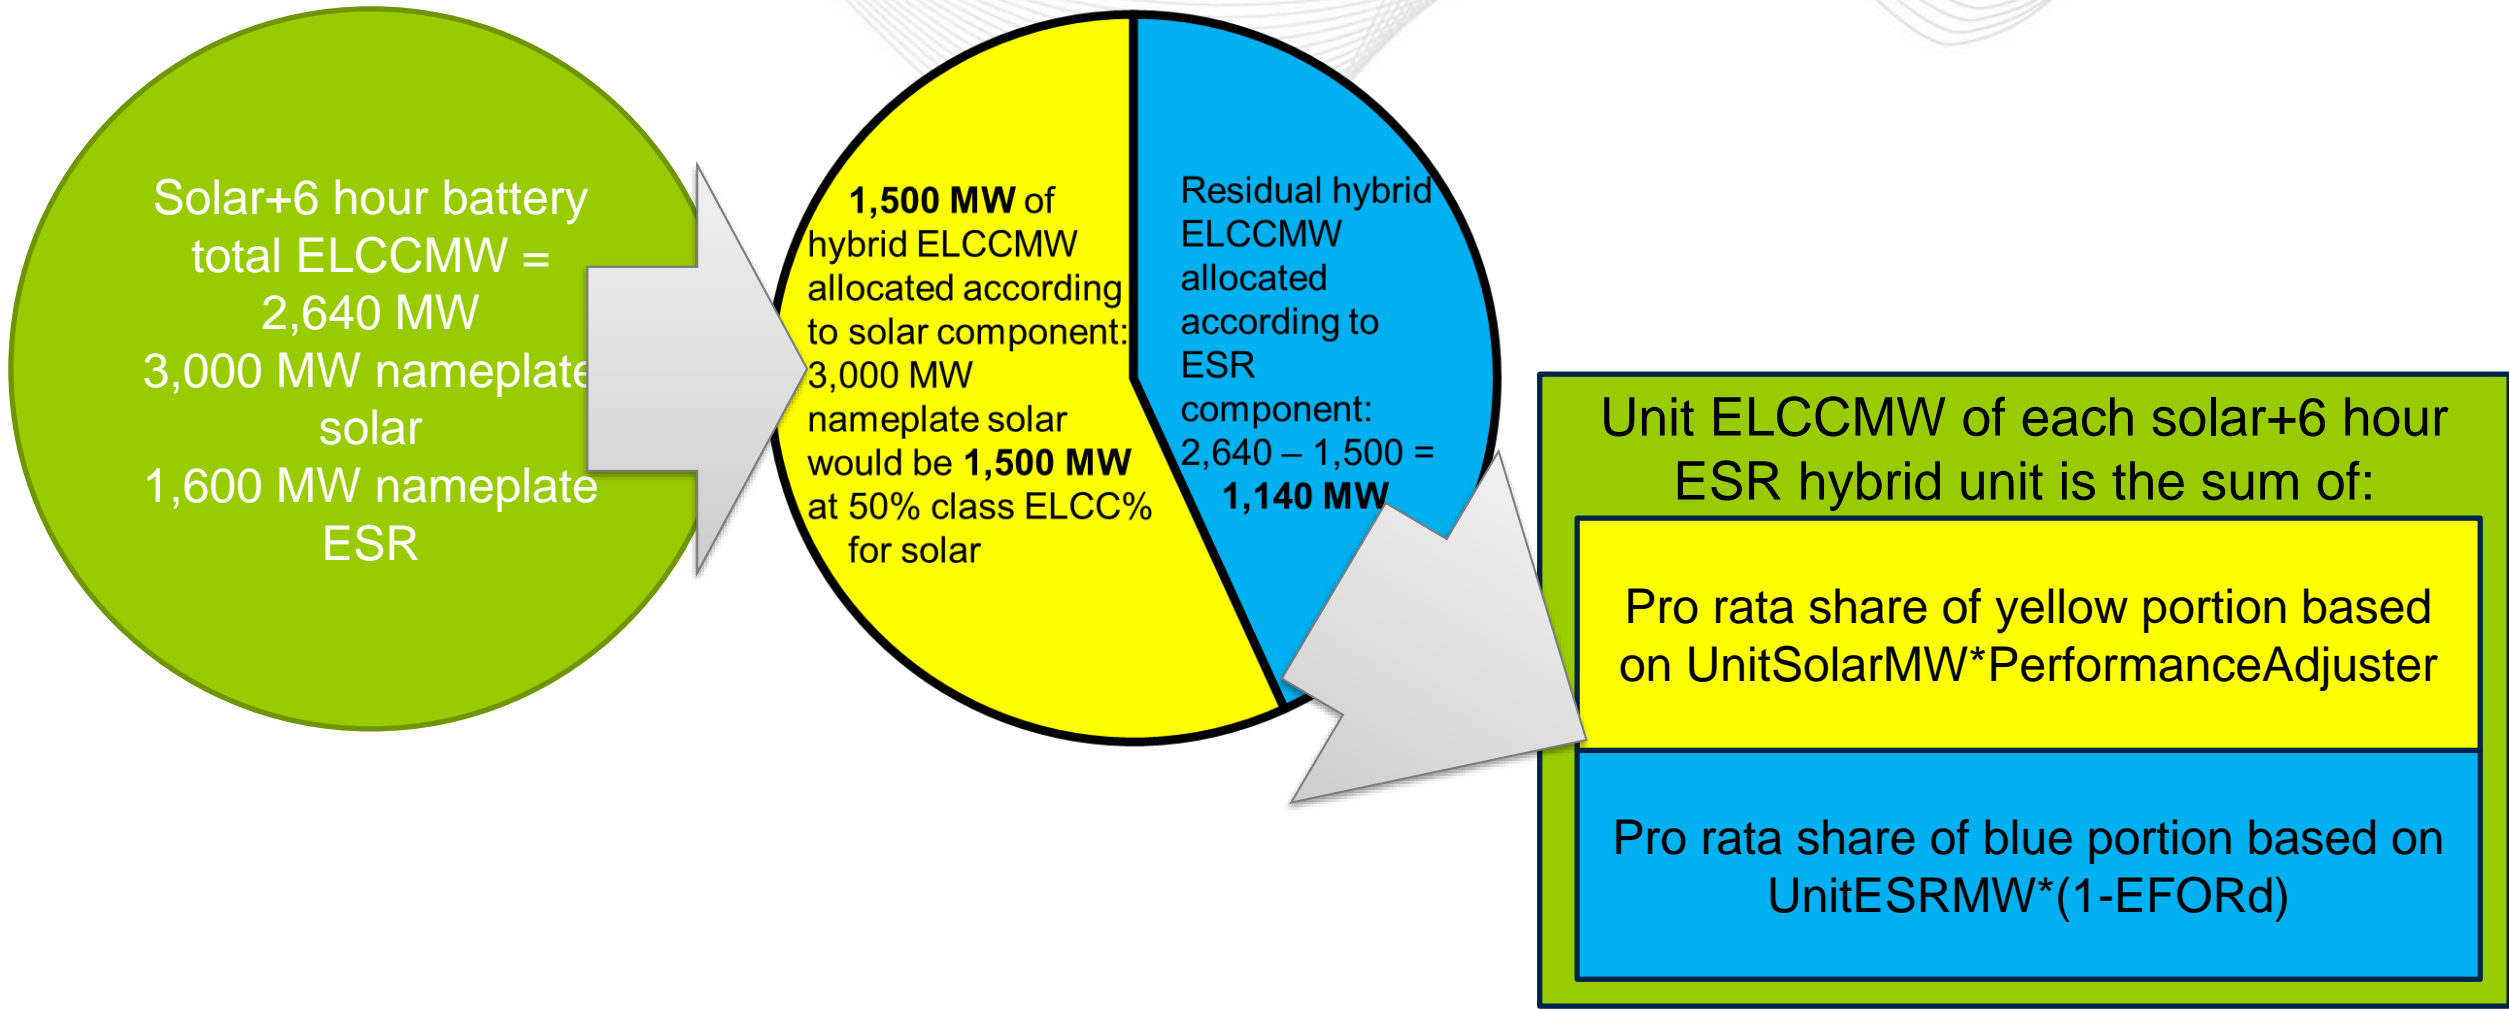 Solar+6 hour battery
total ELCCMW =
2,640 MW
3,000 MW nameplate
solar
1,600 MW nameplate
ESR
1,500 MW of
hybrid ELCCMW
allocated according
to solar component:
3,000 MW
nameplate solar
would be 1,500 MW
at 50% class ELCC%
for solar
Residual hybrid
ELCCMW
allocated
according to
ESR
component:
2,640 – 1,500 =
1,140 MW
Unit ELCCMW of each solar+6 hour
ESR hybrid unit is the sum of:
Pro rata share of yellow portion based
on UnitSolarMW*PerformanceAdjuster
Pro rata share of blue portion based on
UnitESRMW*(1-EFORd)